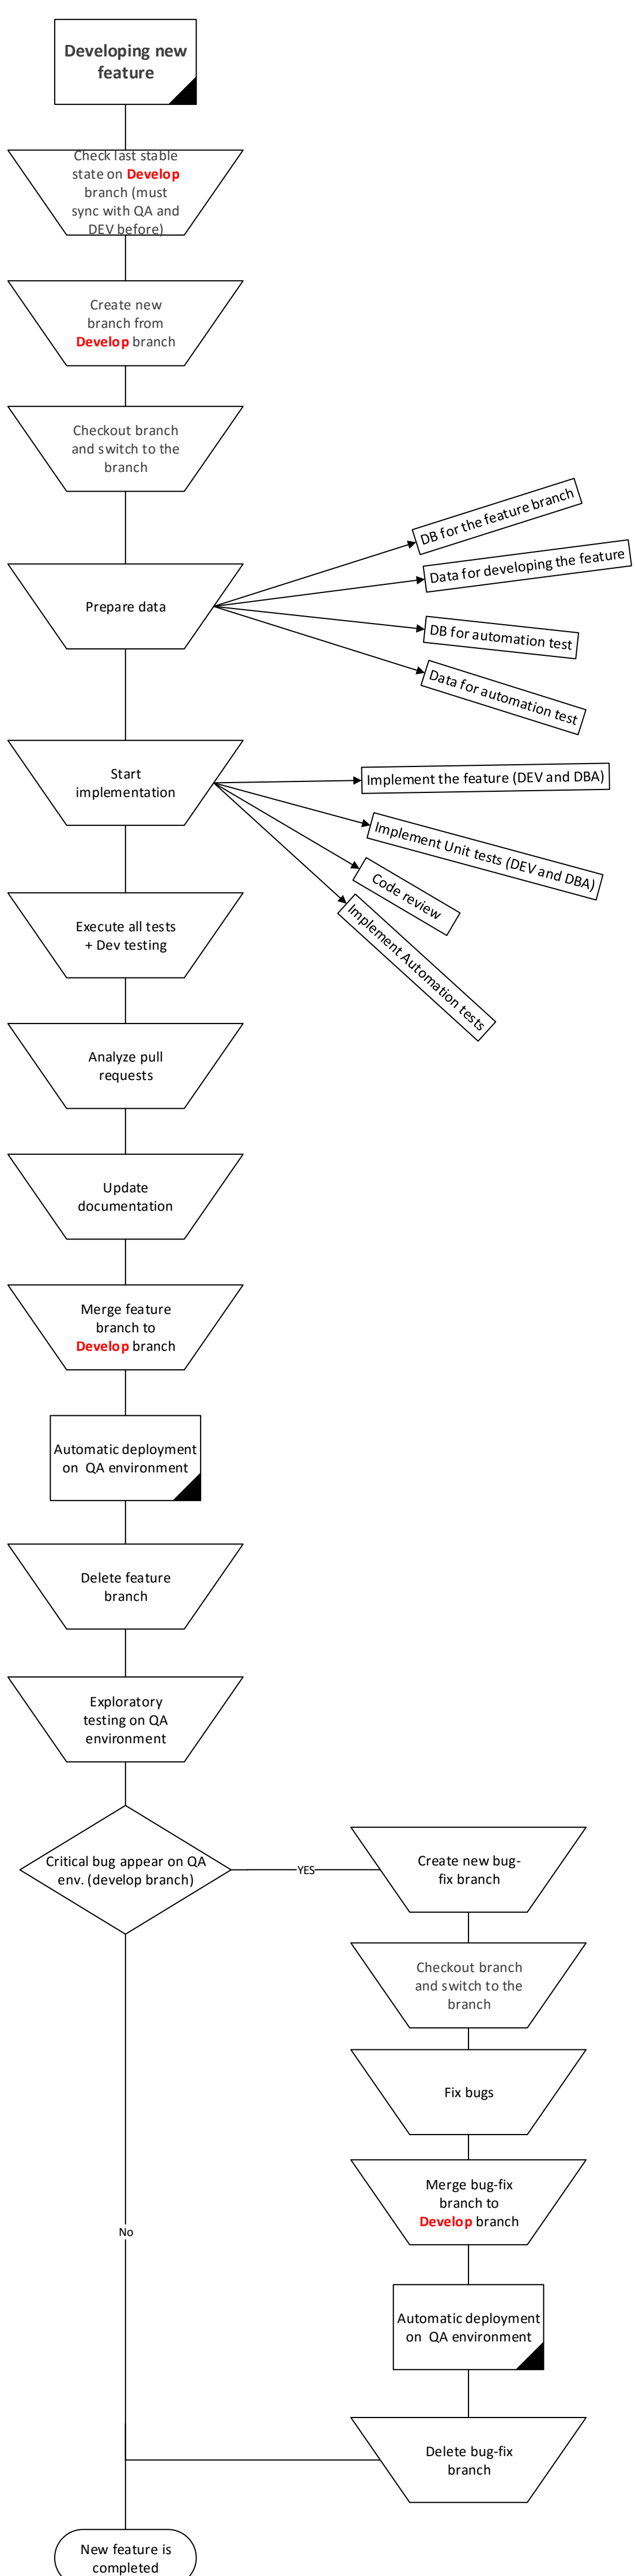 Developing new
feature
Check last stable
state on Develop
branch (must
sync with QA and
DEV before)
Create new
branch from
Develop branch
Checkout branch
and switch to the
branch
Prepare data
DB for the feature branch
Data for developing the feature
DB for automation test
Data for automation test
Start
implementation
Implement the feature (DEV and DBA)
Implement Unit tests (DEV and DBA)
Code review
Implement Automation tests
Execute all tests
+ Dev testing
Analyze pull
requests
Update
documentation
Merge feature
branch to
Develop branch
Automatic deployment
on QA environment
Delete feature
branch
Exploratory
testing on QA
environment
Critical bug appear on QA
env. (develop branch)
YES
Create new bug-
fix branch
Checkout branch
and switch to the
branch
Fix bugs
Merge bug-fix
branch to
Develop branch
No
Automatic deployment
on QA environment
Delete bug-fix
branch
New feature is
completed